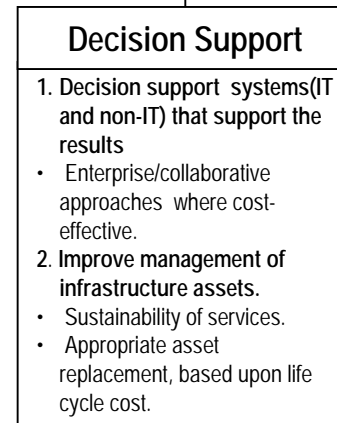 Decision Support
1. Decision support systems(IT
and non-IT) that support the
results
• Enterprise/collaborative
approaches where cost-
effective.
2. Improve management of
infrastructure assets.
• Sustainability of services.
• Appropriate asset
replacement, based upon life
cycle cost.